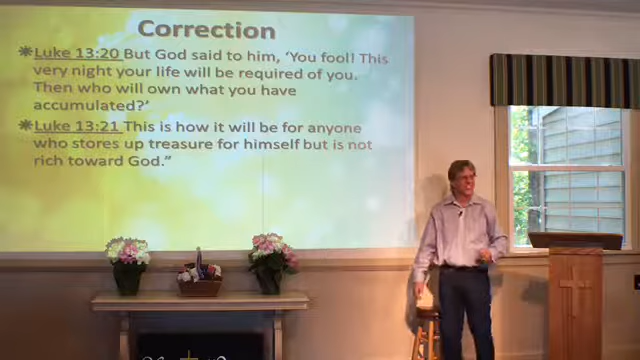 Correction
Luke 13:20 But God said to him, ‘You fool! This
very night your life will be required of you.
Then who will own what you have
accumulated?’
Luke 13:21 This is how it will be for anyone
who stores up treasure for himself but is not
rich toward God.”